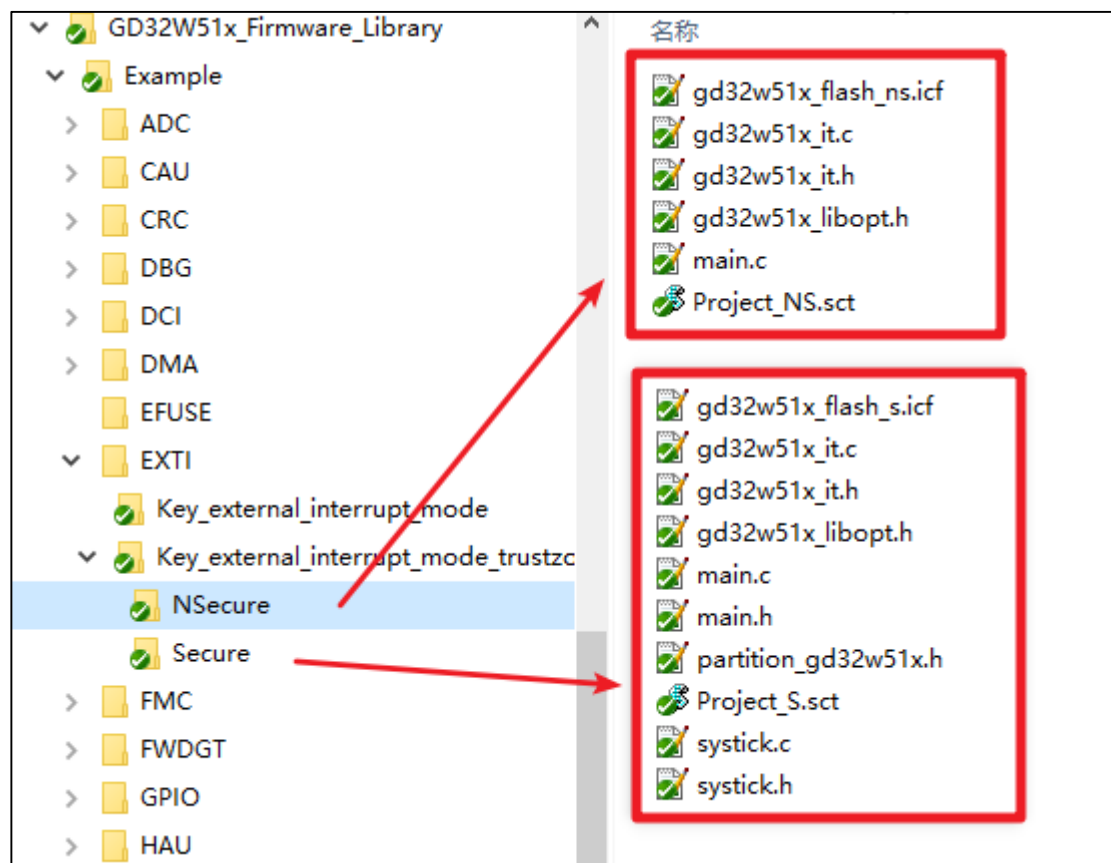 GD32W51x_Firmware_Library
Example
ADC
CAU
CRC
DBG
DCI
DMA
EFUSE
EXTI
Key_external_interrupt_mode
Key_external_interrupt_mode_trustzo
NSecure
Secure
FMC
FWDGT
GPIO
HAU
名称
gd32w51x_flash_ns.icf
gd32w51x_it.c
gd32w51x_it.h
gd32w51x_libopt.h
main.c
Project_NS.sct
gd32w51x_flash_s.icf
gd32w51x_it.c
gd32w51x_it.h
gd32w51x_libopt.h
main.c
main.h
partition_gd32w51x.h
Project_S.sct
systick.c
systick.h